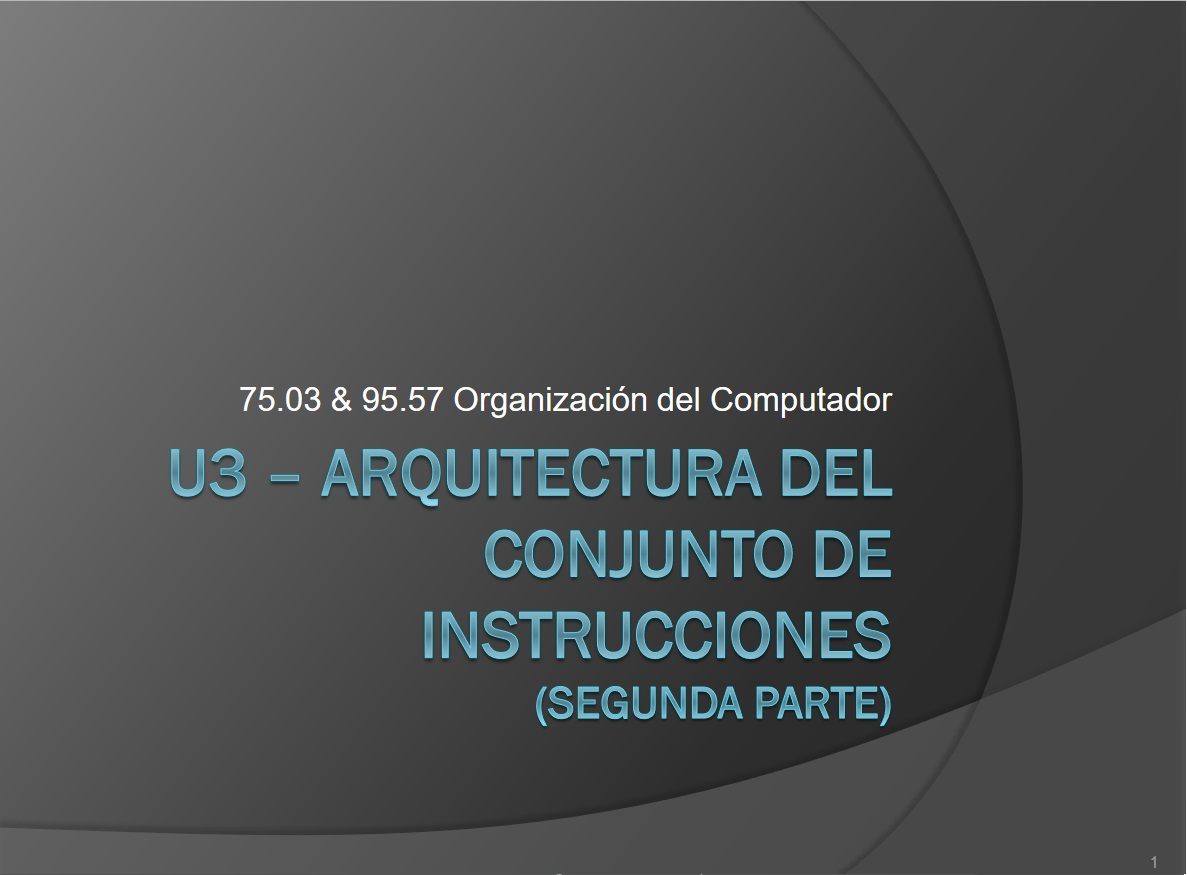 75.03 & 95.57 Organización del Computador
U3 – ARQUITECTURA DEL
CONJUNTO DE
INSTRUCCIONES
(SEGUNDA PARTE)
1